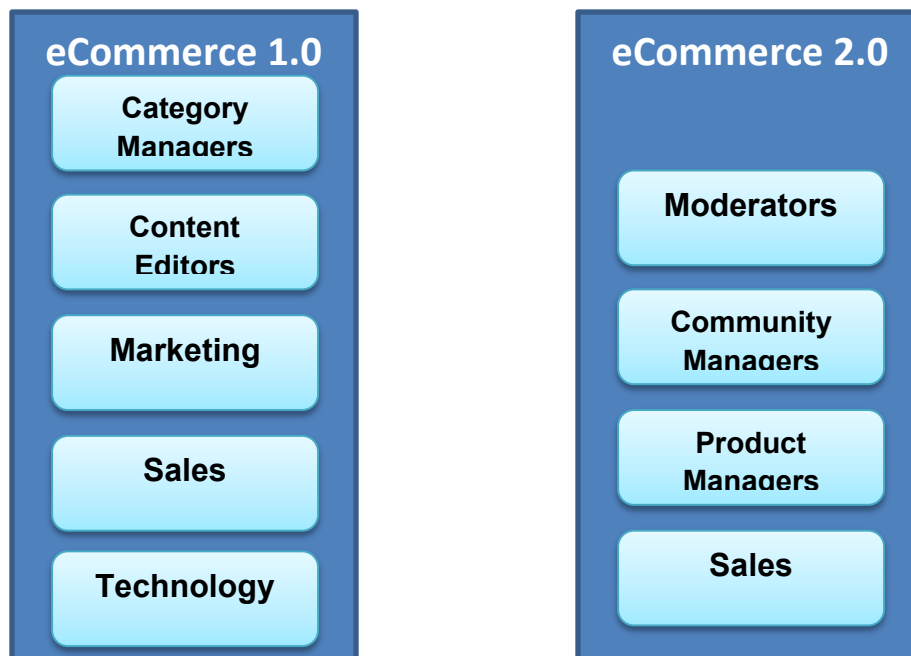 eCommerce 1.0
Category
Managers
Content
Editors
Marketing
Sales
Technology
eCommerce 2.0
Moderators
Community
Managers
Product
Managers
Sales